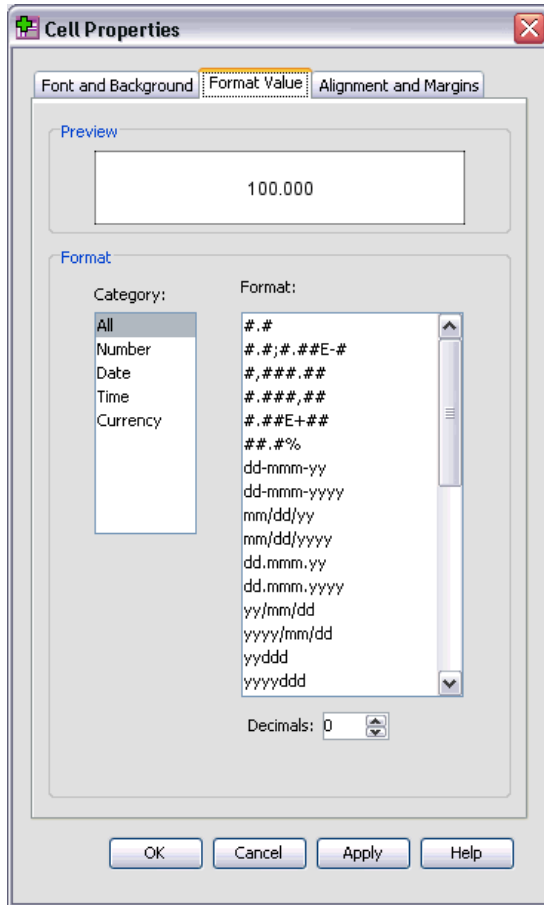 Cell Properties
Font and Background Format Value Alignment and Margins
Preview
100.000
Format
Category:
All
Number
Date
Time
Currency
Format:
#.#
#.#;#.##E-#
#,###.##
#.###,##
#.##E+##
##.#%
dd-mmm-yy
dd-mmm-yyyy
mm/dd/yy
mm/dd/yyyy
dd.mmm.yy
dd.mmm.yyyy
yy/mm/dd
yyyy/mm/dd
yyddd
yyyyddd
Decimals: 0
OK Cancel Apply Help